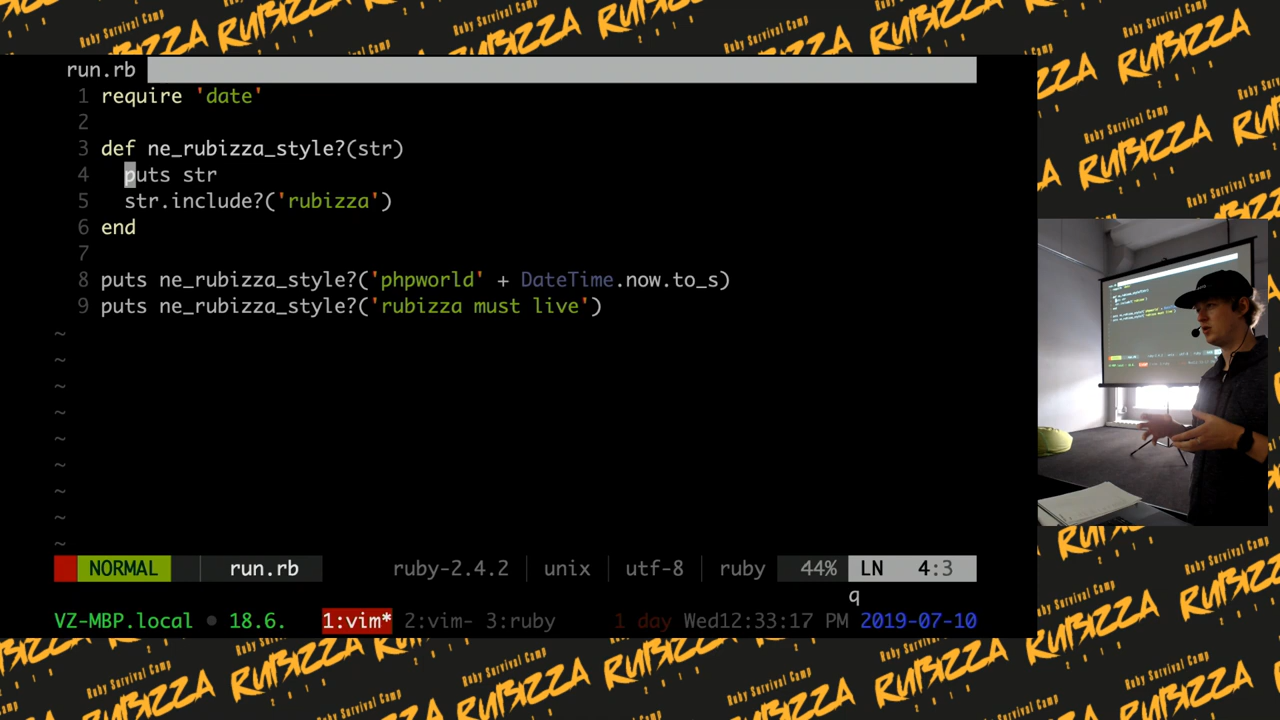 Ruby Survival Camp
RUBIZZA
2019
run.rb
1 require 'date'
2
3 def ne_rubizza_style?(str)
4 puts str
5 str.include?('rubizza')
6 end
7
8 puts ne_rubizza_style?('phpworld' + DateTime.now.to_s)
9 puts ne_rubizza_style?('rubizza must live')
~
~
~
~
~
~
~
~
~
NORMAL run.rb ruby-2.4.2 unix utf-8 ruby 44% LN 4:3
q
VZ-MBP.local ● 18.6. 1:vim* 2:vim- 3:ruby 1 day Wed12:33:17 PM 2019-07-10